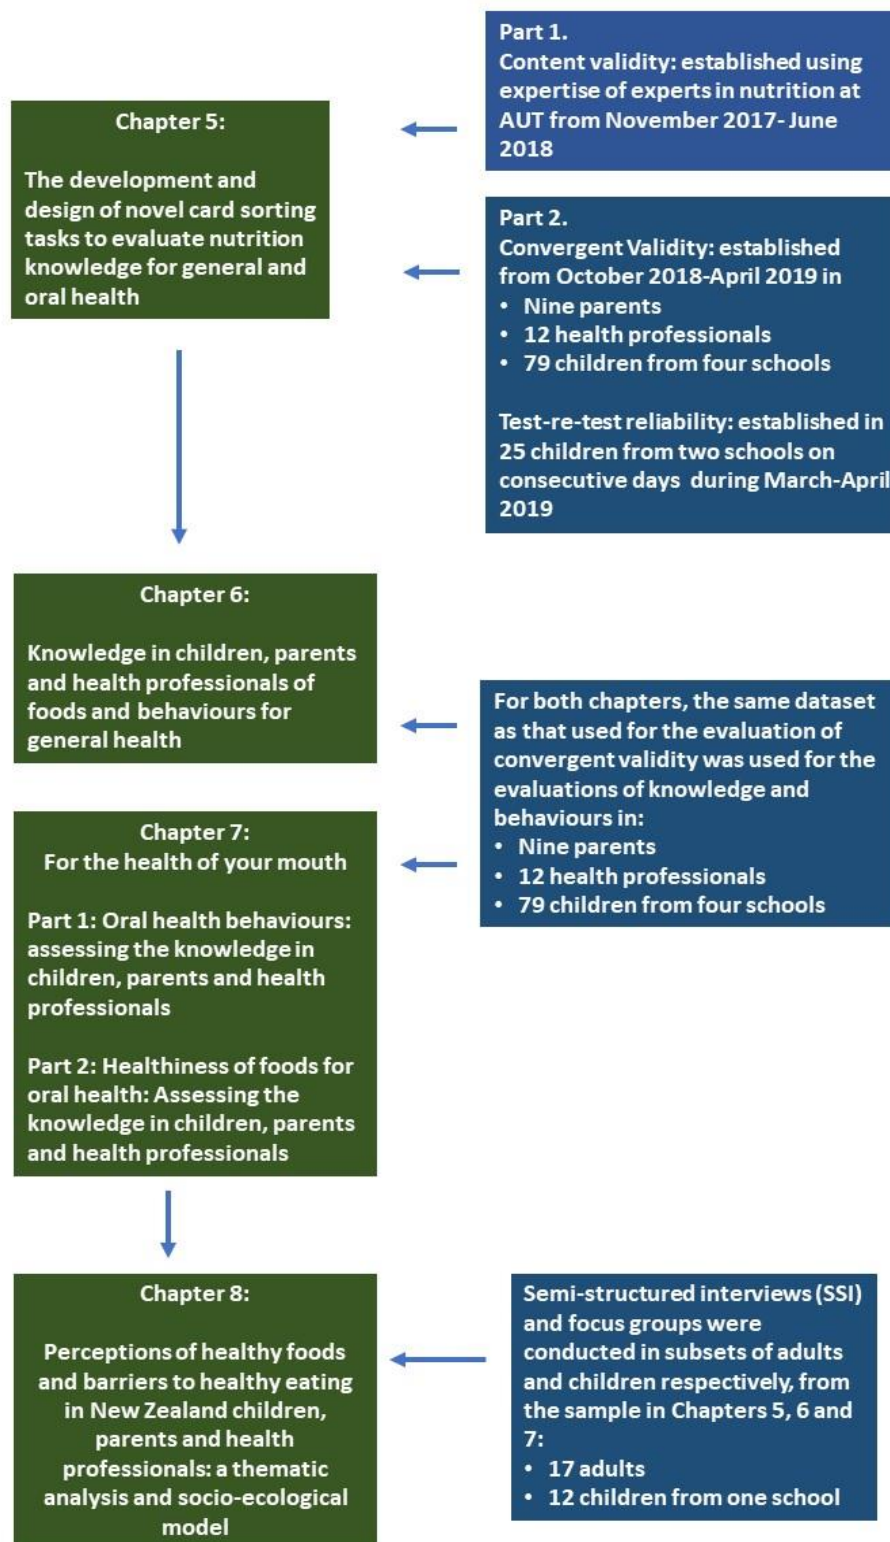 Chapter 5:
The development and
design of novel card sorting
tasks to evaluate nutrition
knowledge for general and
oral health
Part 1.
Content validity: established using
expertise of experts in nutrition at
AUT from November 2017- June
2018
Part 2.
Convergent Validity: established
from October 2018-April 2019 in
• Nine parents
• 12 health professionals
• 79 children from four schools
Test-re-test reliability: established in
25 children from two schools on
consecutive days during March-April
2019
Chapter 6:
Knowledge in children, parents
and health professionals of
foods and behaviours for
general health
Chapter 7:
For the health of your mouth
Part 1: Oral health behaviours:
assessing the knowledge in
children, parents and health
professionals
Part 2: Healthiness of foods for
oral health: Assessing the
knowledge in children, parents
and health professionals
For both chapters, the same dataset
as that used for the evaluation of
convergent validity was used for the
evaluations of knowledge and
behaviours in:
• Nine parents
• 12 health professionals
• 79 children from four schools
Chapter 8:
Perceptions of healthy foods
and barriers to healthy eating
in New Zealand children,
parents and health
professionals: a thematic
analysis and socio-ecological
model
Semi-structured interviews (SSI)
and focus groups were
conducted in subsets of adults
and children respectively, from
the sample in Chapters 5, 6 and
7:
• 17 adults
• 12 children from one school